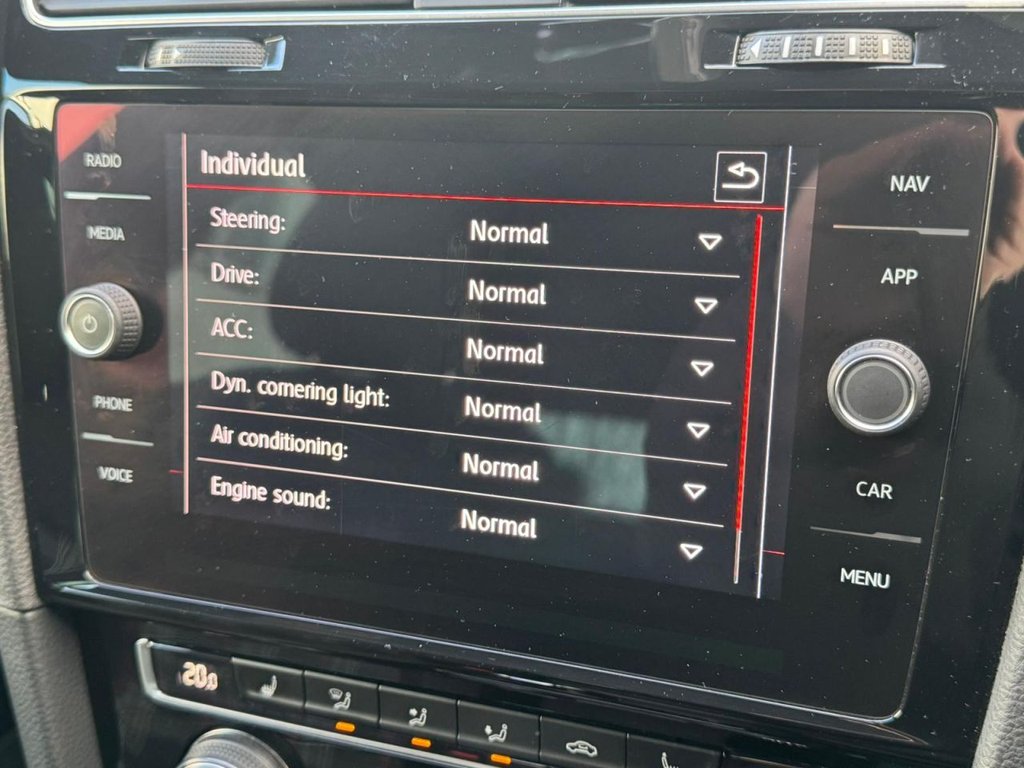 RADIO
MEDIA
PHONE
VOICE
Individual
Steering: Normal
Drive: Normal
ACC: Normal
Dyn. cornering light: Normal
Air conditioning: Normal
Engine sound: Normal
NAV
APP
CAR
MENU
20.0